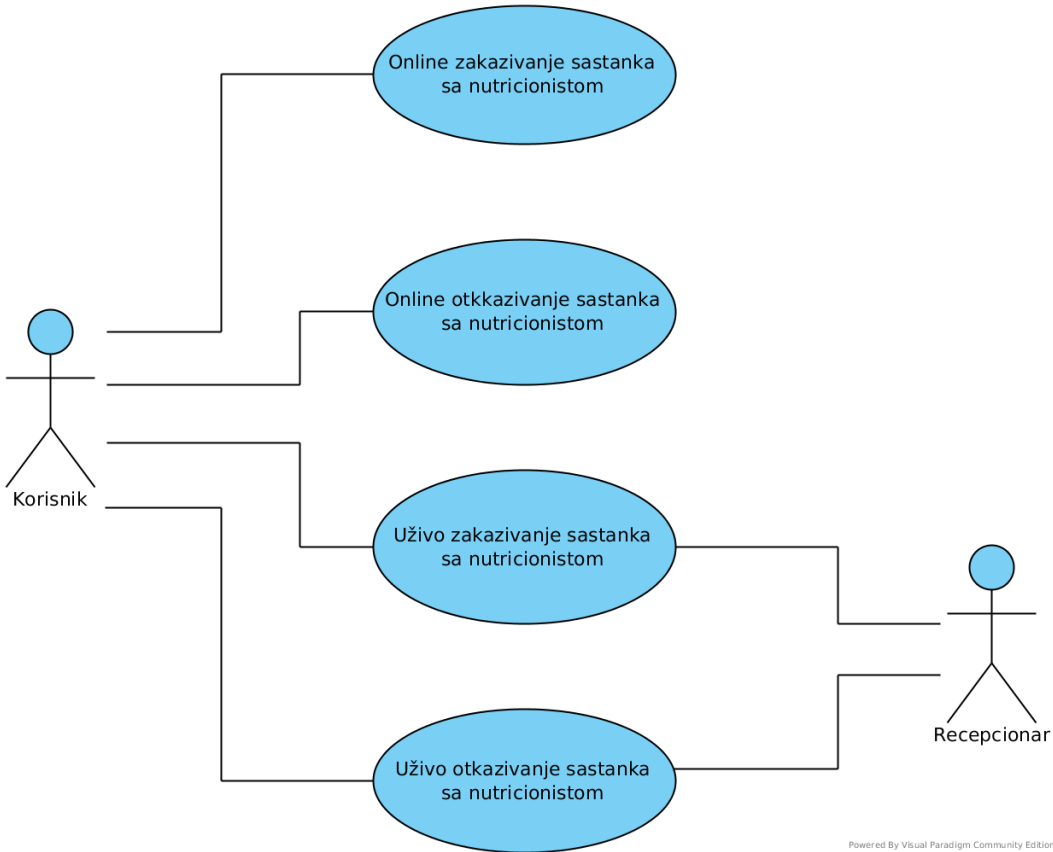 Online zakazivanje sastanka
sa nutricionistom
Online otkkazivanje sastanka
sa nutricionistom
Korisnik
Uživo zakazivanje sastanka
sa nutricionistom
Recepcionar
Uživo otkazivanje sastanka
sa nutricionistom
Powered By Visual Paradigm Community Edition